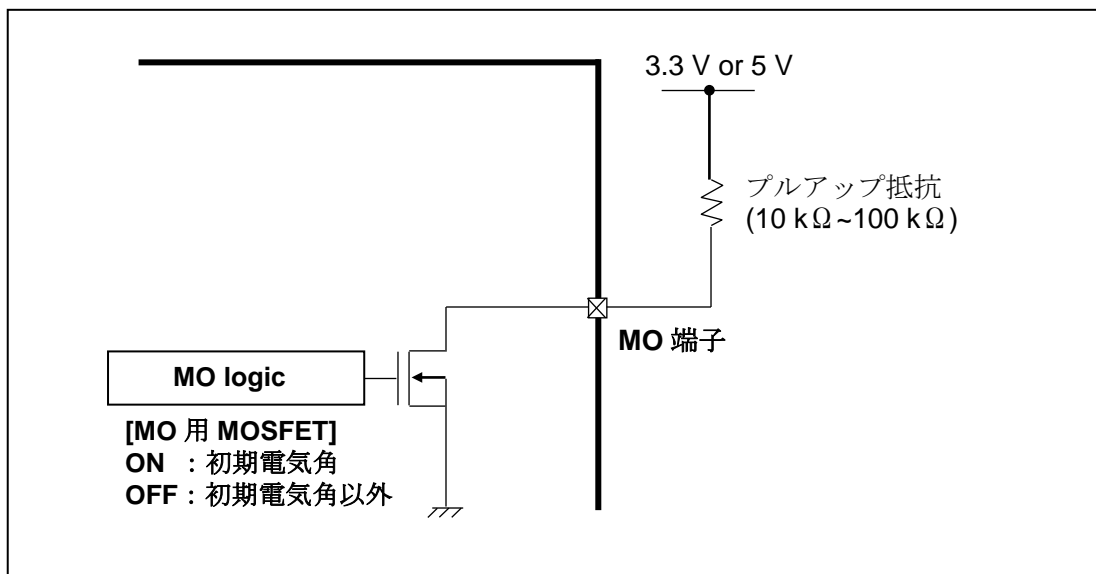 3.3 V or 5 V
プルアップ抵抗
(10 kΩ~100 kΩ)
MO 端子
MO logic
[MO 用 MOSFET]
ON ：初期電気角
OFF：初期電気角以外